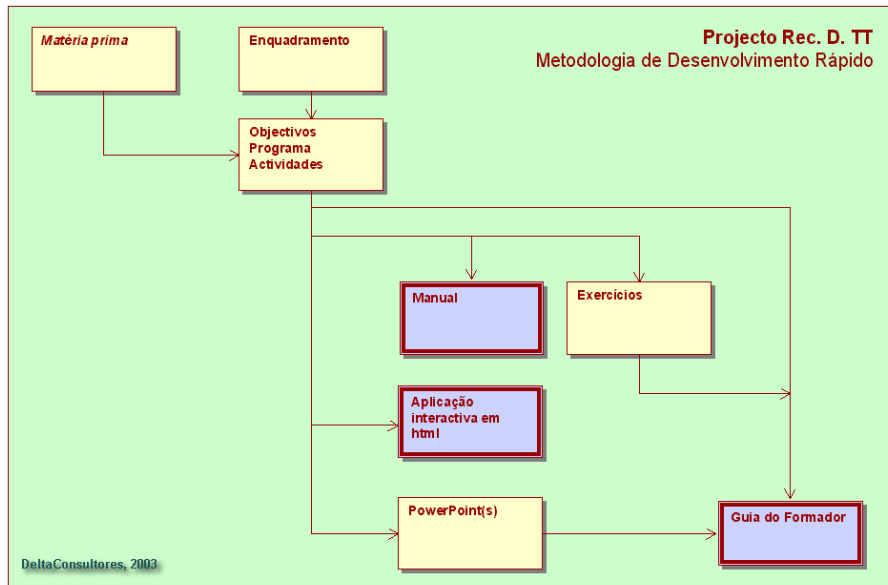 Projecto Rec. D. TT
Metodologia de Desenvolvimento Rápido
Matéria prima
Enquadramento
Objectivos
Programa
Actividades
Manual
Exercícios
Aplicação
interactiva em
html
PowerPoint(s)
Guia do Formador
DeltaConsultores, 2003